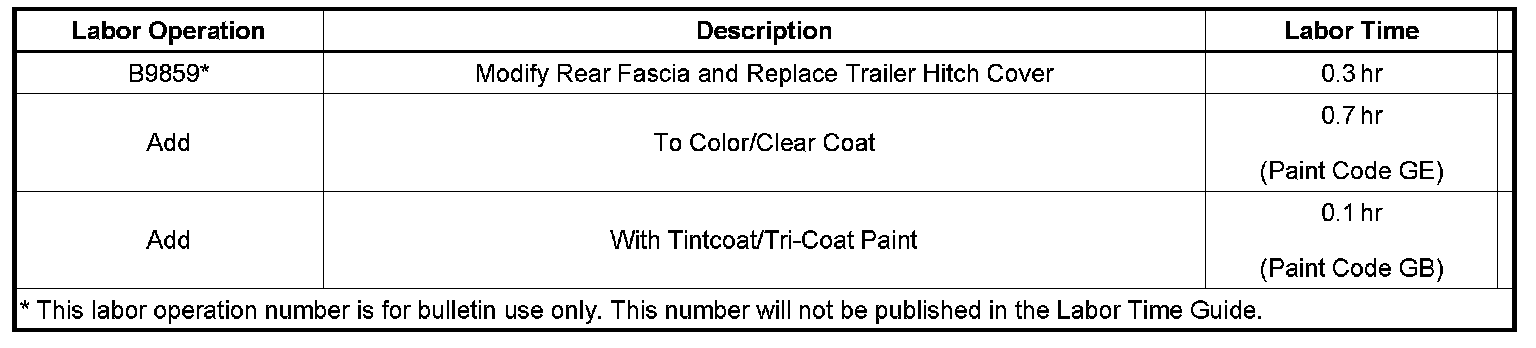 Labor Operation Description Labor Time
B9859* Modify Rear Fascia and Replace Trailer Hitch Cover 0.3 hr
Add To Color/Clear Coat 0.7 hr
(Paint Code GE)
Add With Tintcoat/Tri-Coat Paint 0.1 hr
(Paint Code GB)
* This labor operation number is for bulletin use only. This number will not be published in the Labor Time Guide.